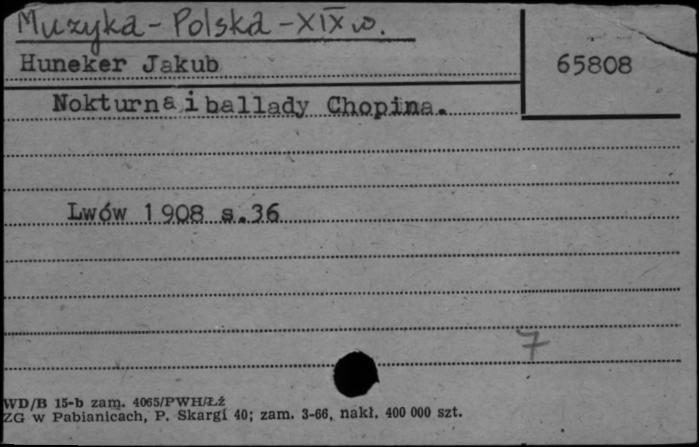 Muzyka - Polska - XIX w.
Huneker Jakub
65808
Nokturna i ballady Chopina.
Lwów 1908 s.36
7
WD/B 15-b zam. 4065/PWH/Łź
ZG w Pabianicach, P. Skargi 40; zam. 3-66, nakł. 400 000 szt.